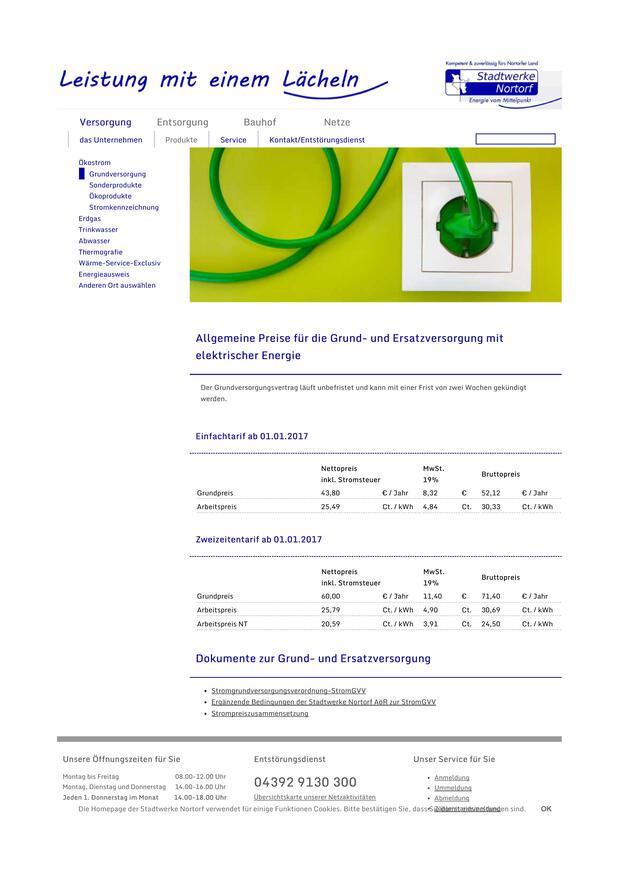 Leistung mit einem Lächeln
Kompetent & zuverlässig fürs Nortorfer Land
Stadtwerke
Nortorf
Energie vom Mittelpunkt
Versorgung Entsorgung Bauhof Netze
das Unternehmen Produkte Service Kontakt/Entstörungsdienst
Ökostrom
Grundversorgung
Sonderprodukte
Ökoprodukte
Stromkennzeichnung
Erdgas
Trinkwasser
Abwasser
Thermografie
Wärme-Service-Exclusiv
Energieausweis
Anderen Ort auswählen
Allgemeine Preise für die Grund- und Ersatzversorgung mit
elektrischer Energie
Der Grundversorgungsvertrag läuft unbefristet und kann mit einer Frist von zwei Wochen gekündigt
werden.
Einfachtarif ab 01.01.2017
Nettopreis MwSt. Bruttopreis
inkl. Stromsteuer 19%
Grundpreis 43,80 € / Jahr 8,32 € 52,12 € / Jahr
Arbeitspreis 25,49 Ct. / kWh 4,84 Ct. 30,33 Ct. / kWh
Zweizeitentarif ab 01.01.2017
Nettopreis MwSt. Bruttopreis
inkl. Stromsteuer 19%
Grundpreis 60,00 € / Jahr 11,40 € 71,40 € / Jahr
Arbeitspreis 25,79 Ct. / kWh 4,90 Ct. 30,69 Ct. / kWh
Arbeitspreis NT 20,59 Ct. / kWh 3,91 Ct. 24,50 Ct. / kWh
Dokumente zur Grund- und Ersatzversorgung
• Stromgrundversorgungsverordnung-StromGVV
• Ergänzende Bedingungen der Stadtwerke Nortorf AöR zur StromGVV
• Strompreiszusammensetzung
Unsere Öffnungszeiten für Sie
Montag bis Freitag 08.00-12.00 Uhr
Montag, Dienstag und Donnerstag 14.00-16.00 Uhr
Jeden 1. Donnerstag im Monat 14.00-18.00 Uhr
Entstörungsdienst
04392 9130 300
Übersichtskarte unserer Netzaktivitäten
Unser Service für Sie
• Anmeldung
• Ummeldung
• Abmeldung
Die Homepage der Stadtwerke Nortorf verwendet für einige Funktionen Cookies. Bitte bestätigen Sie, dass Sie damit einverstanden sind. OK